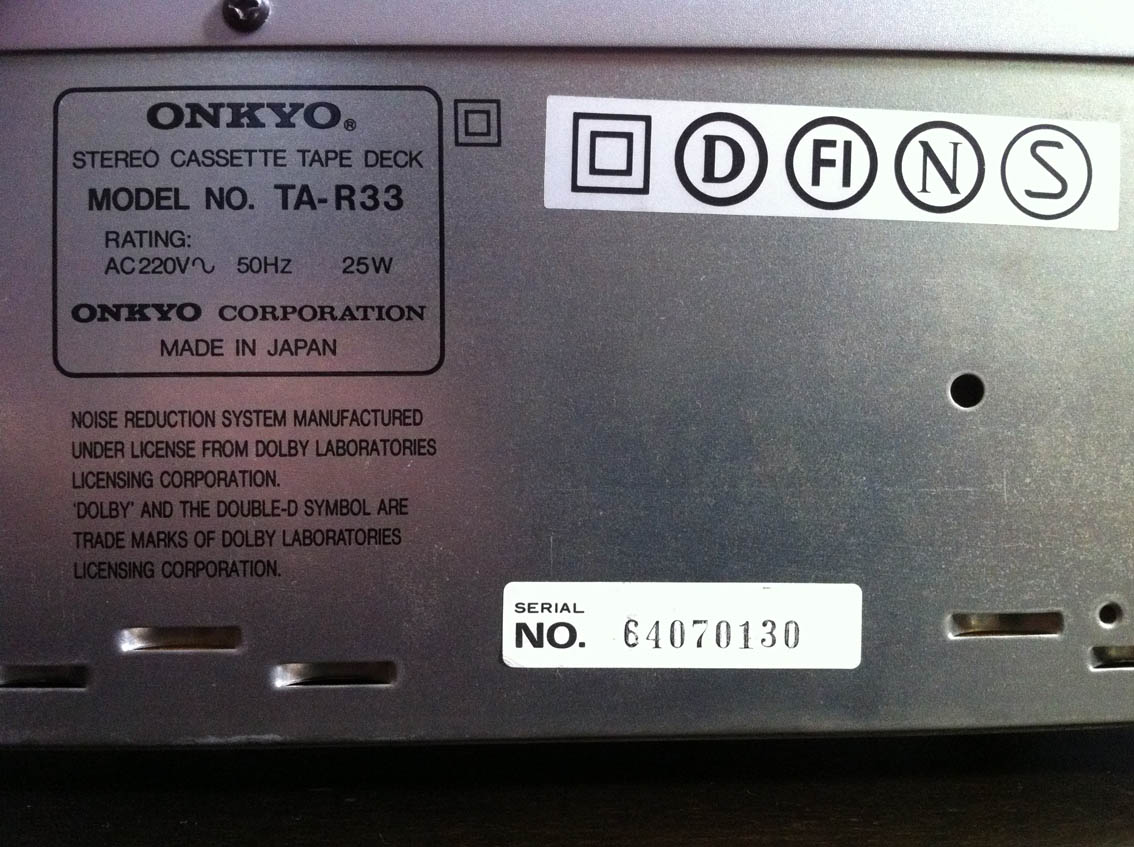 ONKYO®
STEREO CASSETTE TAPE DECK
MODEL NO. TA-R33
RATING:
AC220V∿ 50Hz 25W
ONKYO CORPORATION
MADE IN JAPAN
D FI N S
NOISE REDUCTION SYSTEM MANUFACTURED
UNDER LICENSE FROM DOLBY LABORATORIES
LICENSING CORPORATION.
'DOLBY' AND THE DOUBLE-D SYMBOL ARE
TRADE MARKS OF DOLBY LABORATORIES
LICENSING CORPORATION.
SERIAL
NO. 64070130